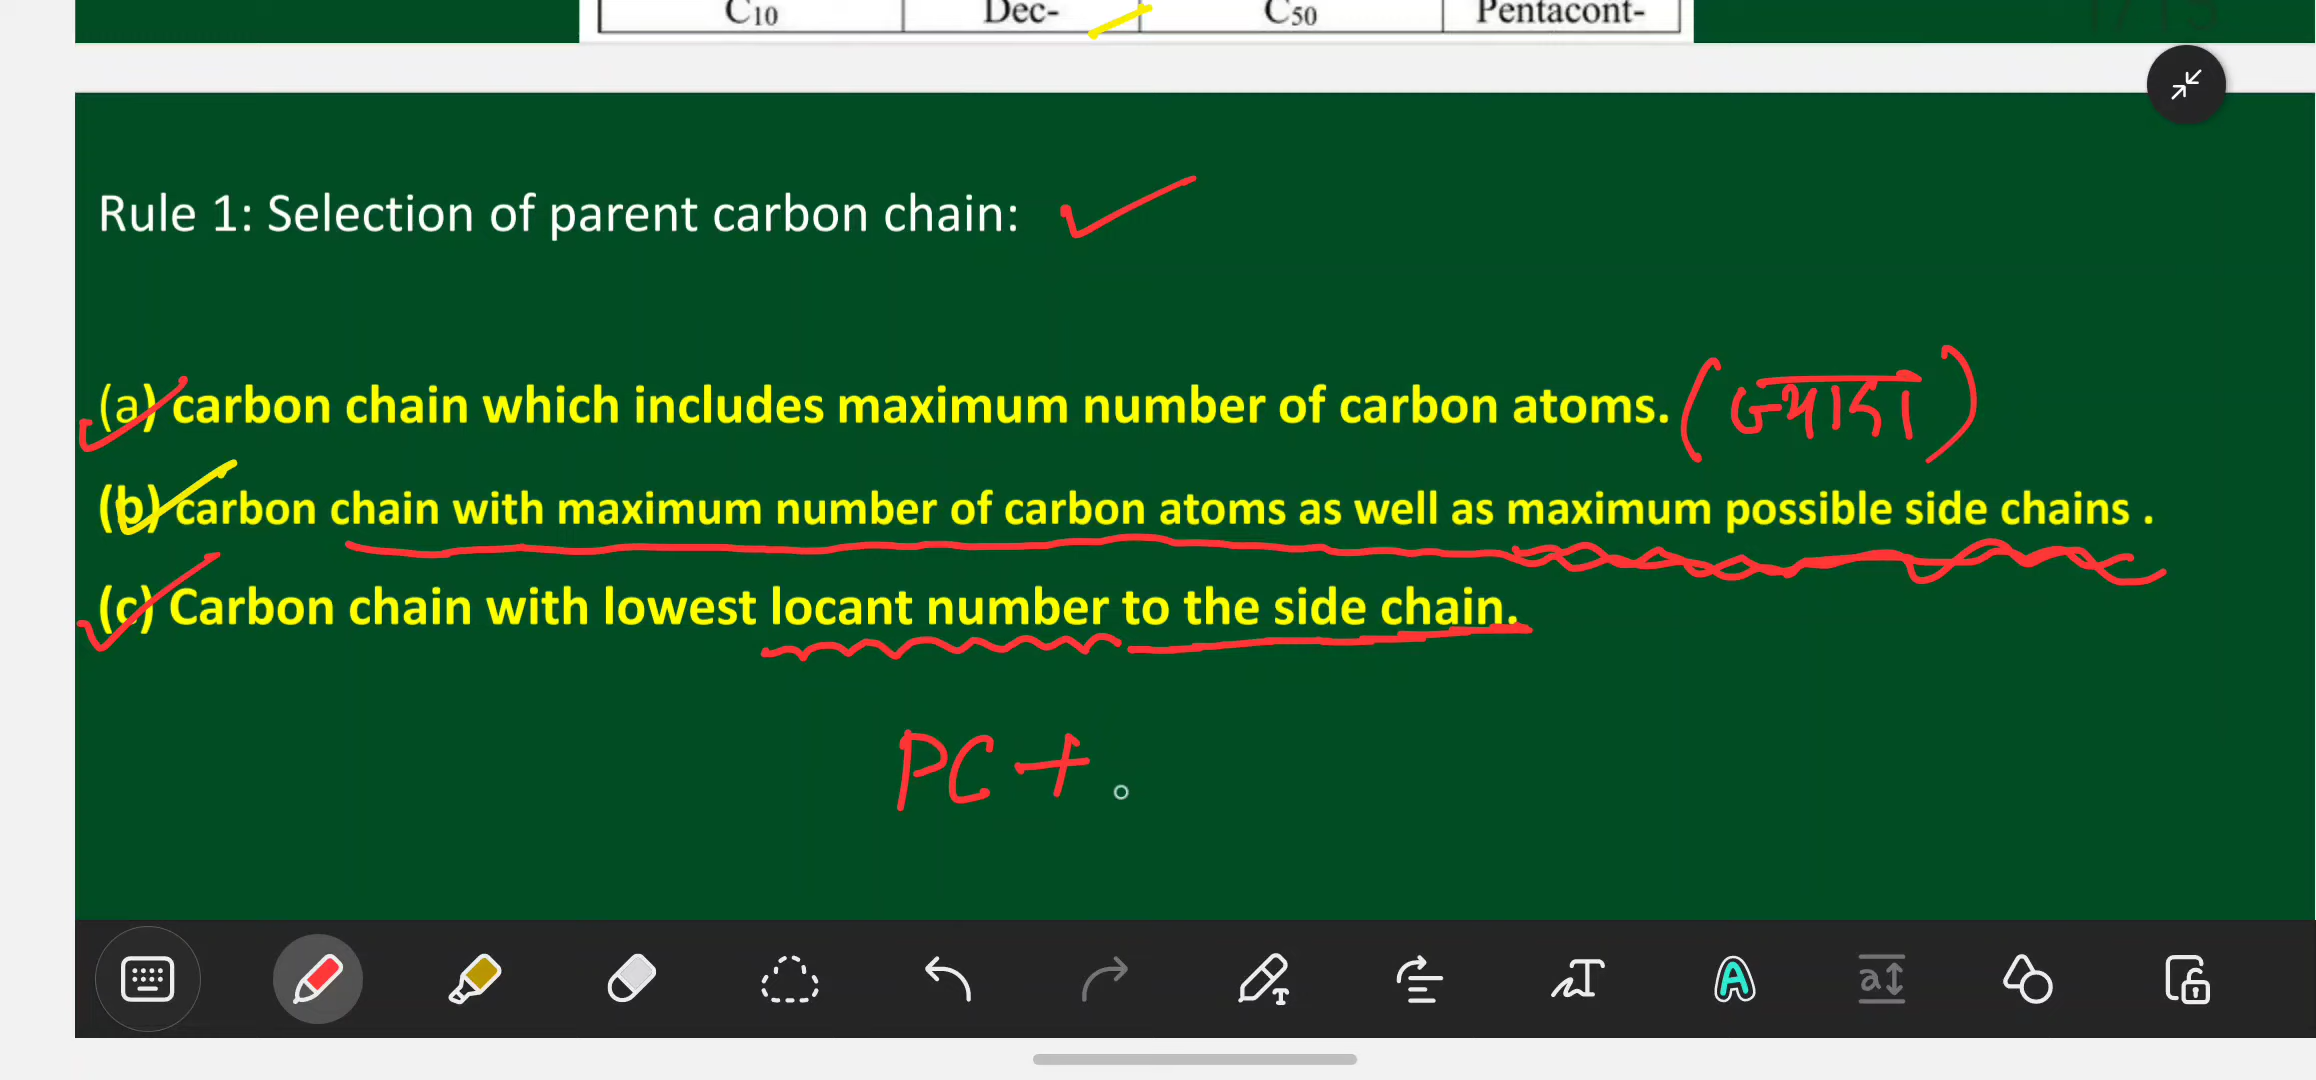 C₁₀ Dec- C₅₀ Pentacont-
Rule 1: Selection of parent carbon chain:
(a) carbon chain which includes maximum number of carbon atoms. (ज्यादा)
(b) carbon chain with maximum number of carbon atoms as well as maximum possible side chains .
(c) Carbon chain with lowest locant number to the side chain.
PC +